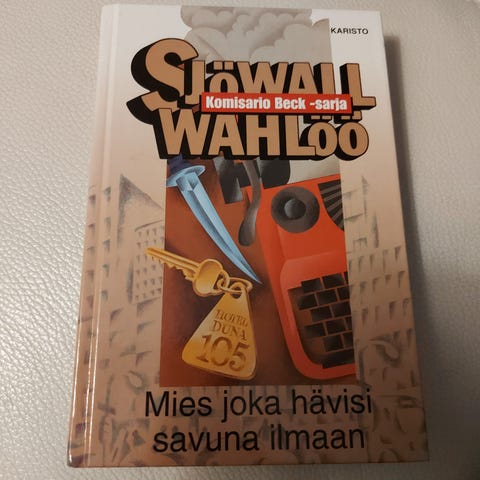 KARISTO
SJÖWALL
Komisario Beck -sarja
WAHLÖÖ
HOTEL
DUNA
105
Mies joka hävisi
savuna ilmaan